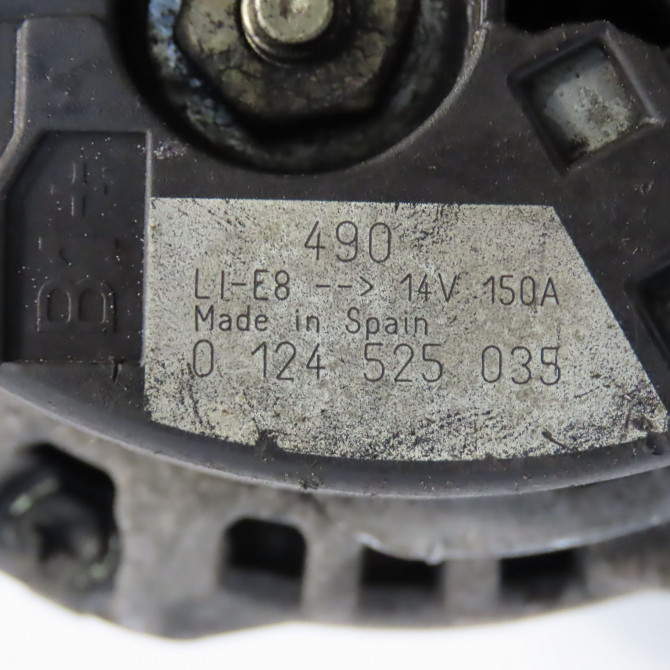 B+
490
LI-E8 --> 14V 150A
Made in Spain
0 124 525 035